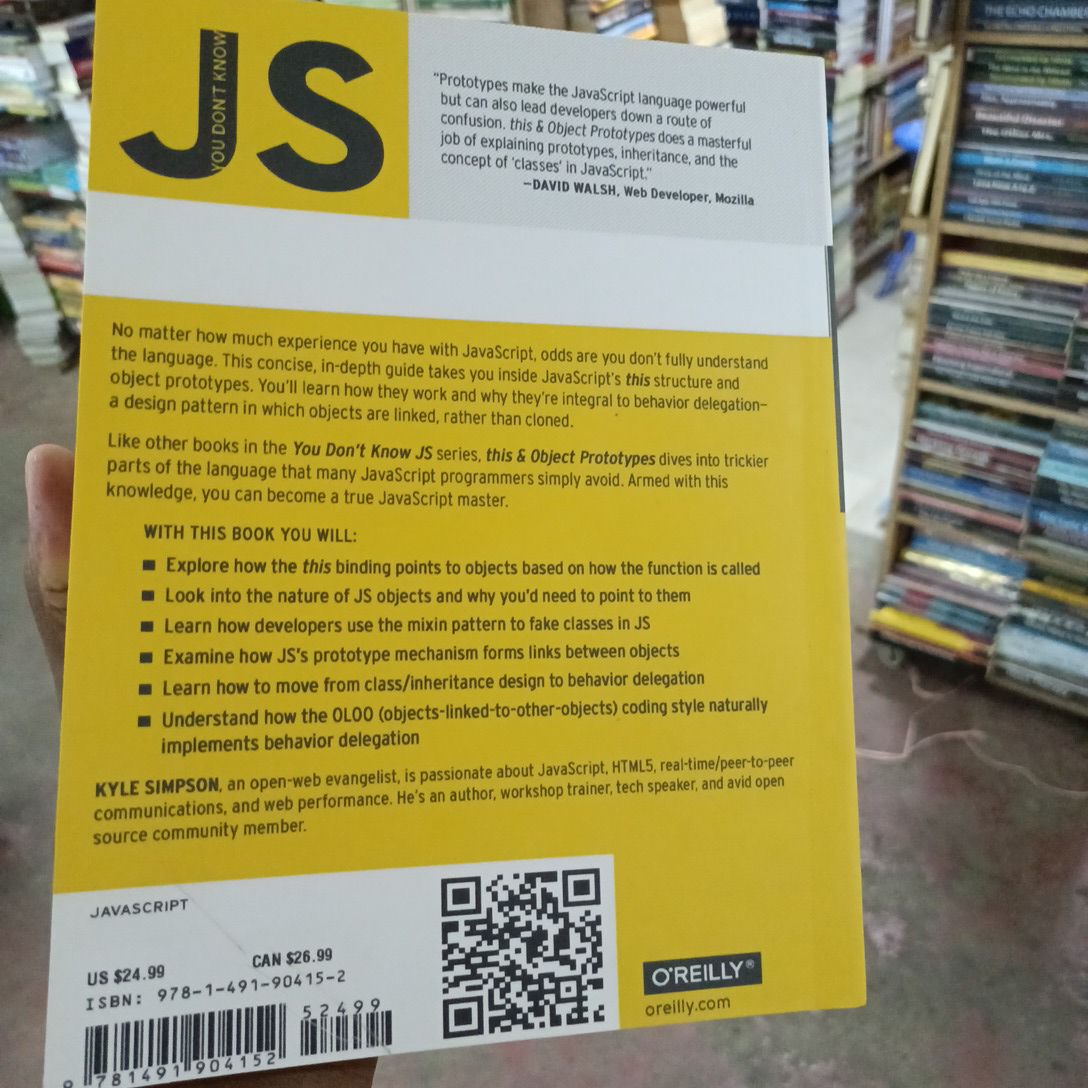 JS
YOU DON'T KNOW
"Prototypes make the JavaScript language powerful
but can also lead developers down a route of
confusion. this & Object Prototypes does a masterful
job of explaining prototypes, inheritance, and the
concept of 'classes' in JavaScript."
—DAVID WALSH, Web Developer, Mozilla
No matter how much experience you have with JavaScript, odds are you don't fully understand
the language. This concise, in-depth guide takes you inside JavaScript's this structure and
object prototypes. You'll learn how they work and why they're integral to behavior delegation—
a design pattern in which objects are linked, rather than cloned.
Like other books in the You Don't Know JS series, this & Object Prototypes dives into trickier
parts of the language that many JavaScript programmers simply avoid. Armed with this
knowledge, you can become a true JavaScript master.
WITH THIS BOOK YOU WILL:
■ Explore how the this binding points to objects based on how the function is called
■ Look into the nature of JS objects and why you'd need to point to them
■ Learn how developers use the mixin pattern to fake classes in JS
■ Examine how JS's prototype mechanism forms links between objects
■ Learn how to move from class/inheritance design to behavior delegation
■ Understand how the OLOO (objects-linked-to-other-objects) coding style naturally
implements behavior delegation
KYLE SIMPSON, an open-web evangelist, is passionate about JavaScript, HTML5, real-time/peer-to-peer
communications, and web performance. He's an author, workshop trainer, tech speaker, and avid open
source community member.
JAVASCRIPT
US $24.99 CAN $26.99
ISBN: 978-1-491-90415-2
52499
9 781491 904152
O'REILLY®
oreilly.com
THE ECHO CHAMBER